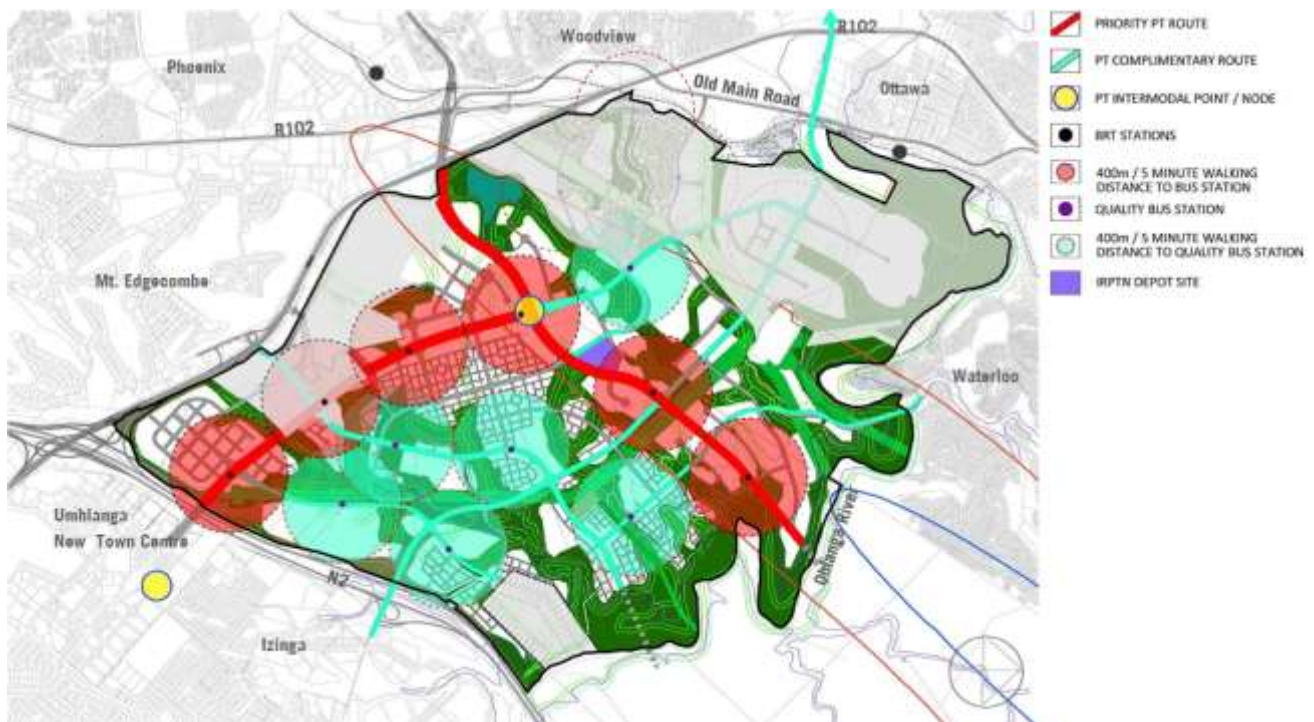 Woodview
R102
Phoenix
Old Main Road
Ottawa
R102
Mt. Edgecombe
Waterloo
Umhlanga
New Town Centre
N2
Ohlanga River
Izinga
PRIORITY PT ROUTE
PT COMPLIMENTARY ROUTE
PT INTERMODAL POINT / NODE
BRT STATIONS
400m / 5 MINUTE WALKING
DISTANCE TO BUS STATION
QUALITY BUS STATION
400m / 5 MINUTE WALKING
DISTANCE TO QUALITY BUS STATION
IRPTN DEPOT SITE